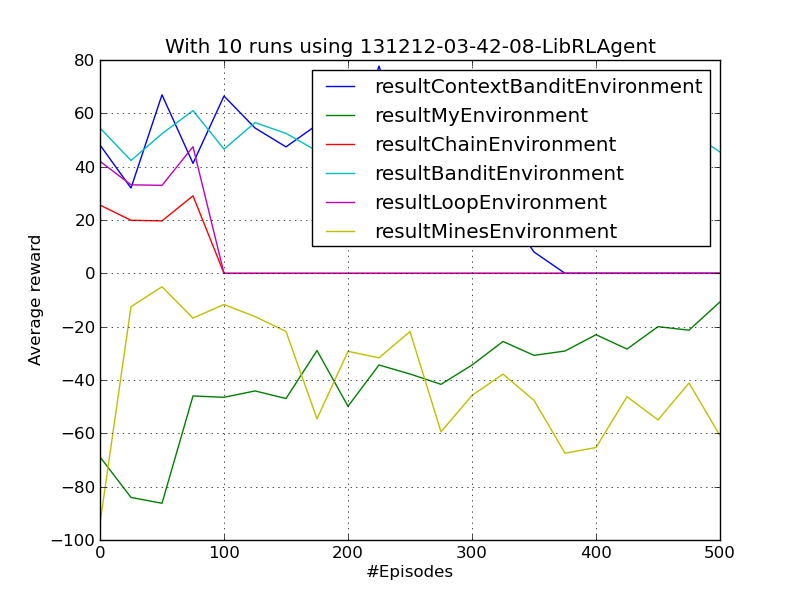 With 10 runs using 131212-03-42-08-LibRLAgent
resultContextBanditEnvironment
resultMyEnvironment
resultChainEnvironment
resultBanditEnvironment
resultLoopEnvironment
resultMinesEnvironment
Average reward
80
60
40
20
0
−20
−40
−60
−80
−100
0 100 200 300 400 500
#Episodes